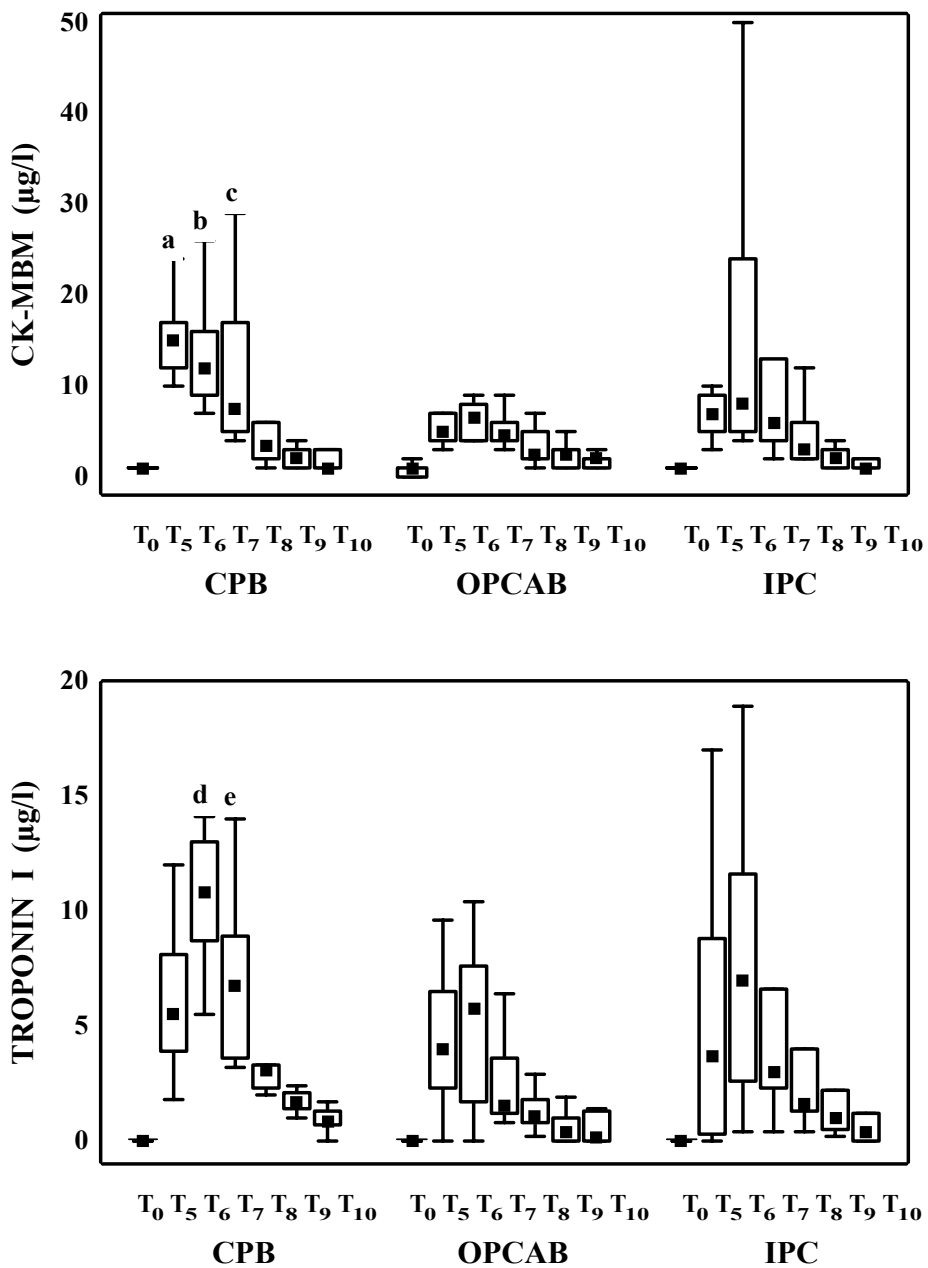 CK-MBM (µg/l)
50
40
30
20
10
0
a b c
T0 T5 T6 T7 T8 T9 T10 T0 T5 T6 T7 T8 T9 T10 T0 T5 T6 T7 T8 T9 T10
CPB OPCAB IPC
TROPONIN I (µg/l)
20
15
10
5
0
d e
T0 T5 T6 T7 T8 T9 T10 T0 T5 T6 T7 T8 T9 T10 T0 T5 T6 T7 T8 T9 T10
CPB OPCAB IPC